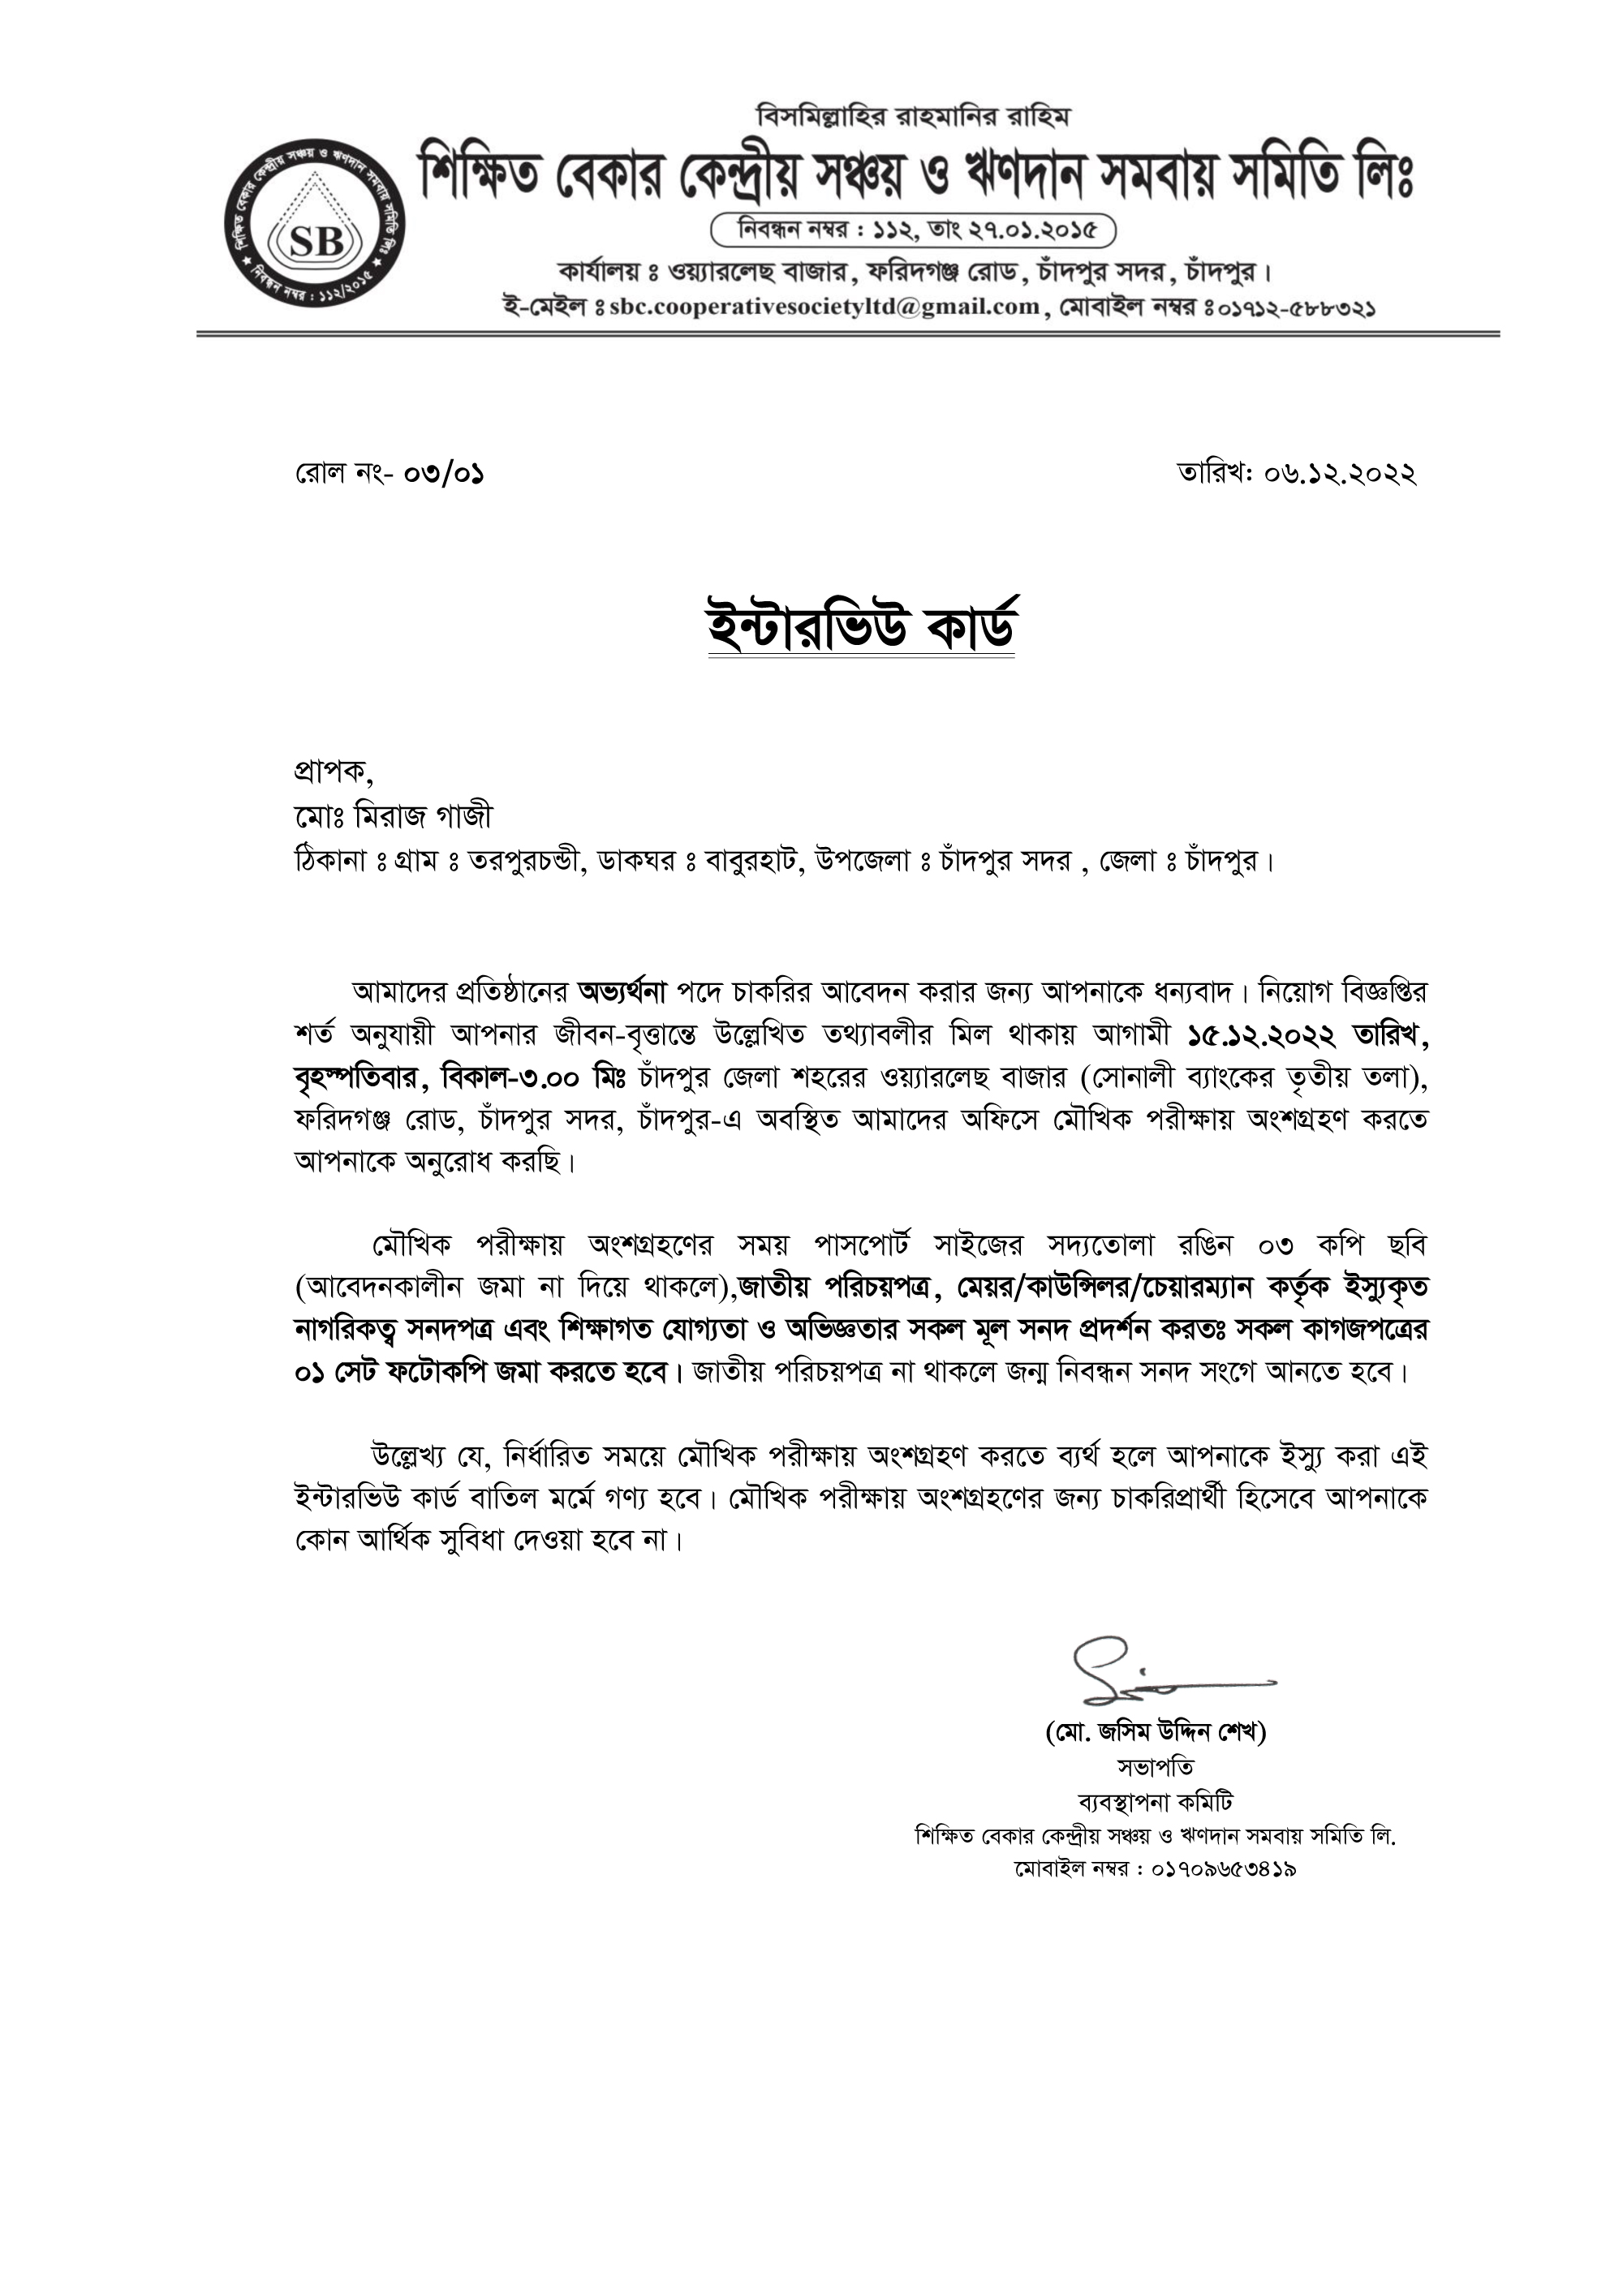 বিসমিল্লাহির রাহমানির রাহিম
শিক্ষিত বেকার কেন্দ্রীয় সঞ্চয় ও ঋণদান সমবায় সমিতি লিঃ
শিক্ষিত বেকার কেন্দ্রীয় সঞ্চয় ও ঋণদান সমবায় সমিতি লিঃ
SB
নিবন্ধন নম্বর : ১১২/২০১৫
নিবন্ধন নম্বর : ১১২, তাং ২৭.০১.২০১৫
কার্যালয় ঃ ওয়্যারলেছ বাজার, ফরিদগঞ্জ রোড, চাঁদপুর সদর, চাঁদপুর।
ই-মেইল ঃ sbc.cooperativesocietyltd@gmail.com, মোবাইল নম্বর ঃ ০১৭১২-৫৮৮৩২১
রোল নং- ০৩/০১ তারিখ: ০৬.১২.২০২২
ইন্টারভিউ কার্ড
প্রাপক,
মোঃ মিরাজ গাজী
ঠিকানা ঃ গ্রাম ঃ তরপুরচন্ডী, ডাকঘর ঃ বাবুরহাট, উপজেলা ঃ চাঁদপুর সদর , জেলা ঃ চাঁদপুর।
আমাদের প্রতিষ্ঠানের অভ্যর্থনা পদে চাকরির আবেদন করার জন্য আপনাকে ধন্যবাদ। নিয়োগ বিজ্ঞপ্তির
শর্ত অনুযায়ী আপনার জীবন-বৃত্তান্তে উল্লেখিত তথ্যাবলীর মিল থাকায় আগামী ১৫.১২.২০২২ তারিখ,
বৃহস্পতিবার, বিকাল-৩.০০ মিঃ চাঁদপুর জেলা শহরের ওয়্যারলেছ বাজার (সোনালী ব্যাংকের তৃতীয় তলা),
ফরিদগঞ্জ রোড, চাঁদপুর সদর, চাঁদপুর-এ অবস্থিত আমাদের অফিসে মৌখিক পরীক্ষায় অংশগ্রহণ করতে
আপনাকে অনুরোধ করছি।
মৌখিক পরীক্ষায় অংশগ্রহণের সময় পাসপোর্ট সাইজের সদ্যতোলা রঙিন ০৩ কপি ছবি
(আবেদনকালীন জমা না দিয়ে থাকলে),জাতীয় পরিচয়পত্র, মেয়র/কাউন্সিলর/চেয়ারম্যান কর্তৃক ইস্যুকৃত
নাগরিকত্ব সনদপত্র এবং শিক্ষাগত যোগ্যতা ও অভিজ্ঞতার সকল মূল সনদ প্রদর্শন করতঃ সকল কাগজপত্রের
০১ সেট ফটোকপি জমা করতে হবে। জাতীয় পরিচয়পত্র না থাকলে জন্ম নিবন্ধন সনদ সংগে আনতে হবে।
উল্লেখ্য যে, নির্ধারিত সময়ে মৌখিক পরীক্ষায় অংশগ্রহণ করতে ব্যর্থ হলে আপনাকে ইস্যু করা এই
ইন্টারভিউ কার্ড বাতিল মর্মে গণ্য হবে। মৌখিক পরীক্ষায় অংশগ্রহণের জন্য চাকরিপ্রার্থী হিসেবে আপনাকে
কোন আর্থিক সুবিধা দেওয়া হবে না।
(মো. জসিম উদ্দিন শেখ)
সভাপতি
ব্যবস্থাপনা কমিটি
শিক্ষিত বেকার কেন্দ্রীয় সঞ্চয় ও ঋণদান সমবায় সমিতি লি.
মোবাইল নম্বর : ০১৭০৯৬৫৩৪১৯